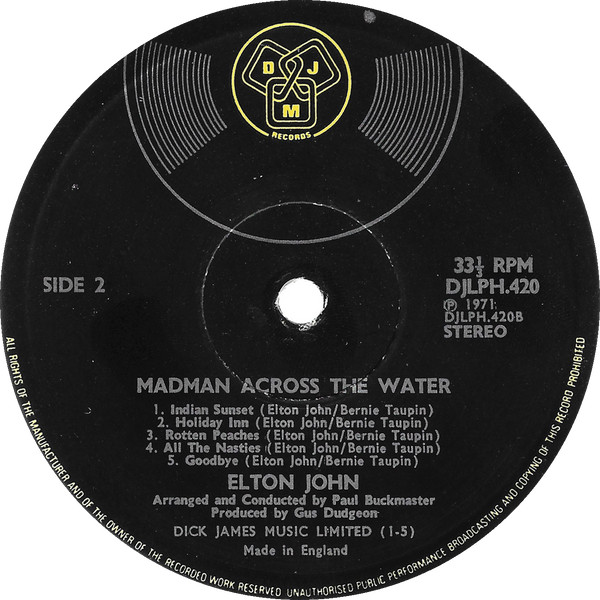 D J
M
RECORDS
SIDE 2
33⅓ RPM
DJLPH.420
Ⓟ 1971
DJLPH.420B
STEREO
MADMAN ACROSS THE WATER
1. Indian Sunset (Elton John/Bernie Taupin)
2. Holiday Inn (Elton John/Bernie Taupin)
3. Rotten Peaches (Elton John/Bernie Taupin)
4. All The Nasties (Elton John/Bernie Taupin)
5. Goodbye (Elton John/Bernie Taupin)
ELTON JOHN
Arranged and Conducted by Paul Buckmaster
Produced by Gus Dudgeon
DICK JAMES MUSIC LIMITED (1-5)
Made in England
ALL RIGHTS OF THE MANUFACTURER AND OF THE OWNER OF THE RECORDED WORK RESERVED UNAUTHORISED PUBLIC PERFORMANCE BROADCASTING AND COPYING OF THIS RECORD PROHIBITED